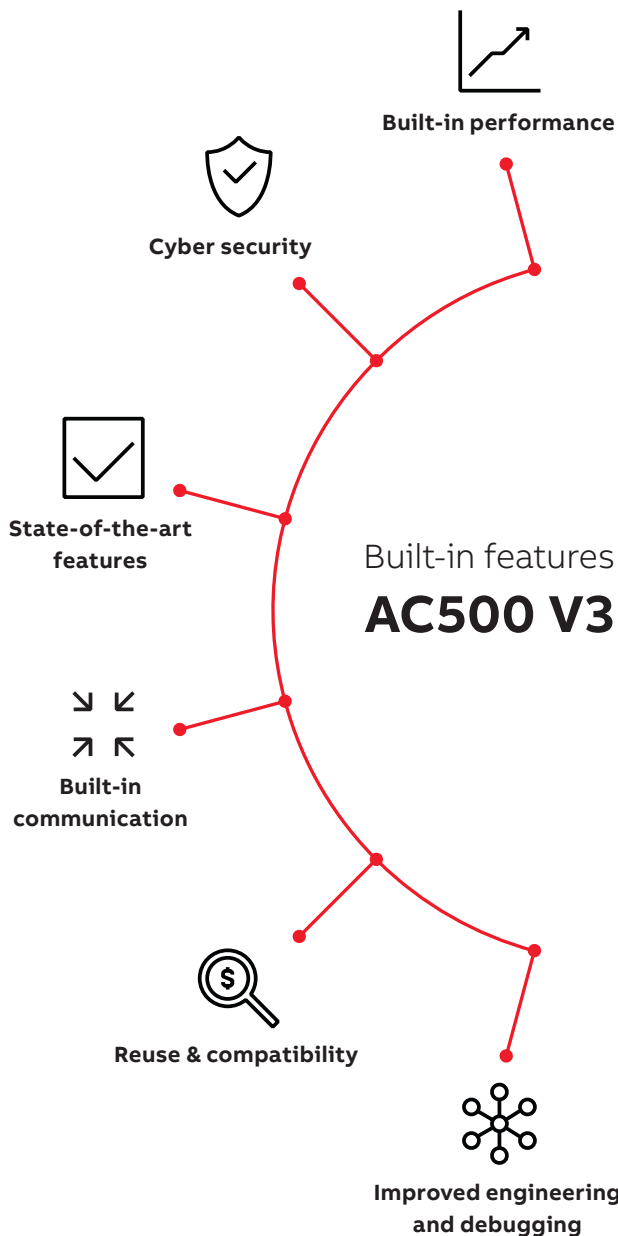 Built-in performance
Cyber security
State-of-the-art
features
Built-in features
AC500 V3
Built-in
communication
$
Reuse & compatibility
Improved engineering
and debugging